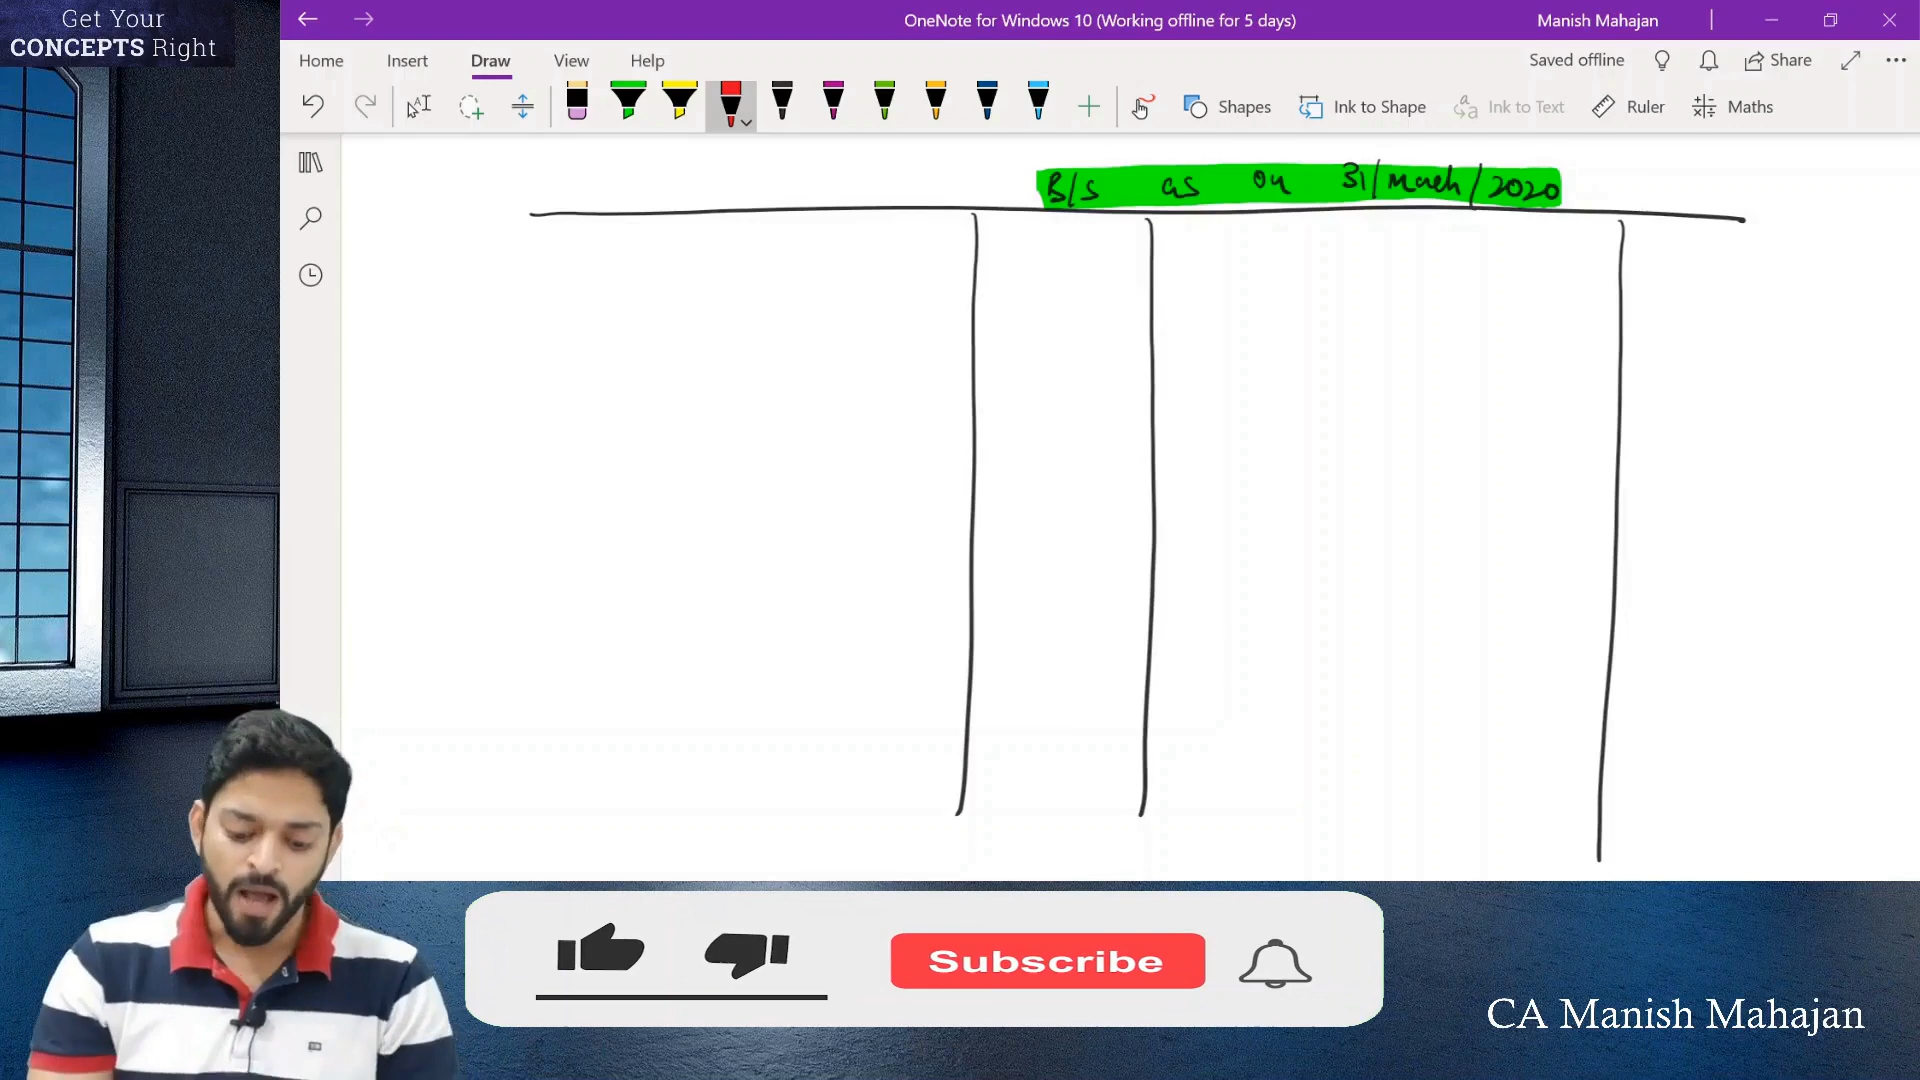 Get Your
CONCEPTS Right
OneNote for Windows 10 (Working offline for 5 days)
Manish Mahajan
Home Insert Draw View Help
Saved offline
Share
Shapes
Ink to Shape
Ink to Text
Ruler
Maths
B/s as on 31/March/2020
Subscribe
CA Manish Mahajan